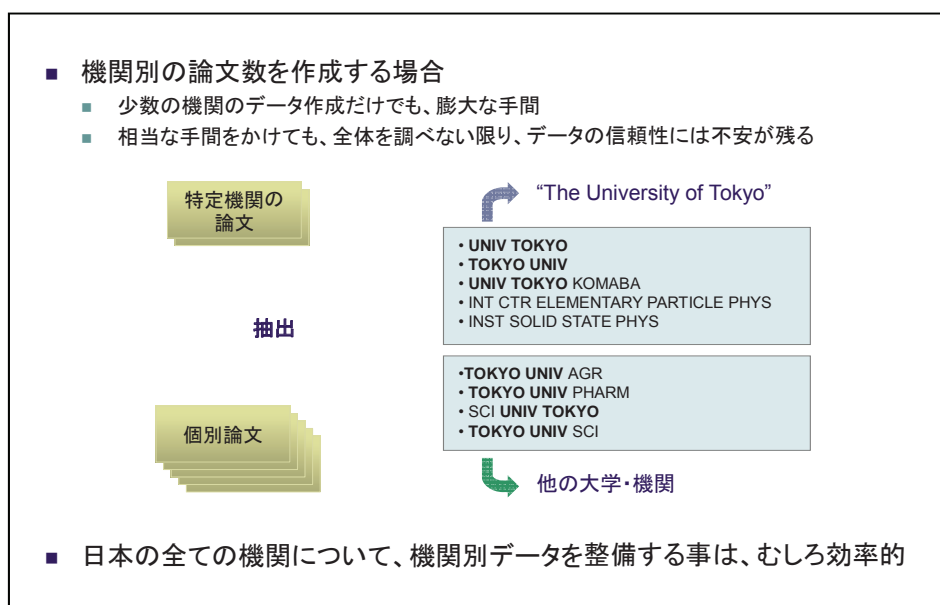 ■ 機関別の論文数を作成する場合
■ 少数の機関のデータ作成だけでも、膨大な手間
■ 相当な手間をかけても、全体を調べない限り、データの信頼性には不安が残る
特定機関の
論文
“The University of Tokyo”
• UNIV TOKYO
• TOKYO UNIV
• UNIV TOKYO KOMABA
• INT CTR ELEMENTARY PARTICLE PHYS
• INST SOLID STATE PHYS
抽出
•TOKYO UNIV AGR
• TOKYO UNIV PHARM
• SCI UNIV TOKYO
• TOKYO UNIV SCI
個別論文
他の大学・機関
■ 日本の全ての機関について、機関別データを整備する事は、むしろ効率的